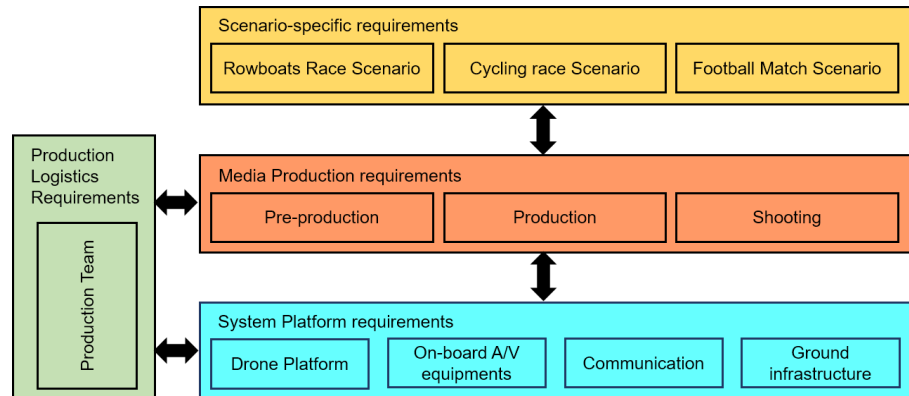 Scenario-specific requirements
Rowboats Race Scenario
Cycling race Scenario
Football Match Scenario
Production
Logistics
Requirements
Production Team
Media Production requirements
Pre-production
Production
Shooting
System Platform requirements
Drone Platform
On-board A/V
equipments
Communication
Ground
infrastructure